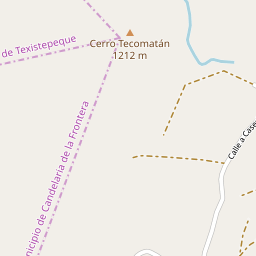 Cerro Tecomatán
1212 m
de Texistepeque
nicipio de Candelaria de la Frontera
Calle a Case